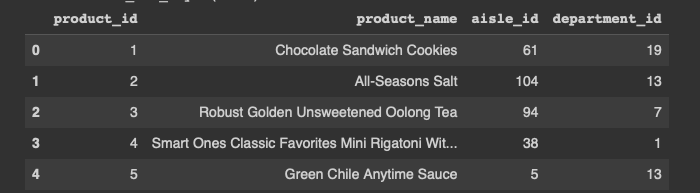 product_id product_name aisle_id department_id
0 1 Chocolate Sandwich Cookies 61 19
1 2 All-Seasons Salt 104 13
2 3 Robust Golden Unsweetened Oolong Tea 94 7
3 4 Smart Ones Classic Favorites Mini Rigatoni Wit... 38 1
4 5 Green Chile Anytime Sauce 5 13